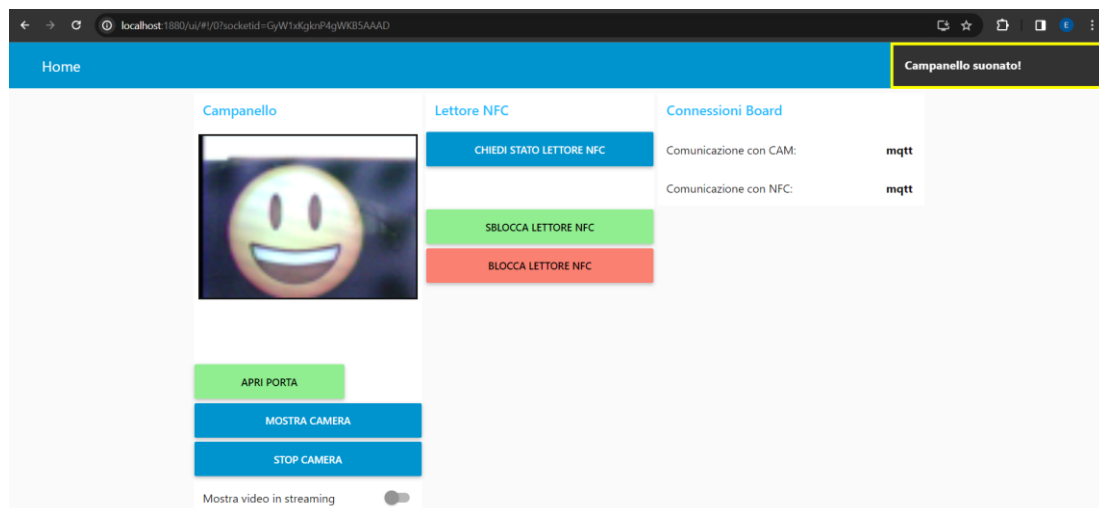 localhost:1880/ui/#!/0?socketid=GyW1xKgknP4gWKB5AAAD
E
Home
Campanello suonato!
Campanello
Lettore NFC
Connessioni Board
CHIEDI STATO LETTORE NFC
Comunicazione con CAM:
mqtt
Comunicazione con NFC:
mqtt
SBLOCCA LETTORE NFC
BLOCCA LETTORE NFC
APRI PORTA
MOSTRA CAMERA
STOP CAMERA
Mostra video in streaming